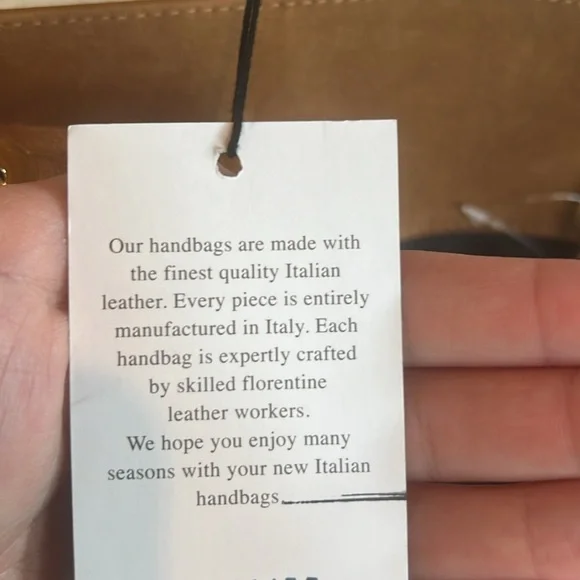 Our handbags are made with
the finest quality Italian
leather. Every piece is entirely
manufactured in Italy. Each
handbag is expertly crafted
by skilled florentine
leather workers.
We hope you enjoy many
seasons with your new Italian
handbags.